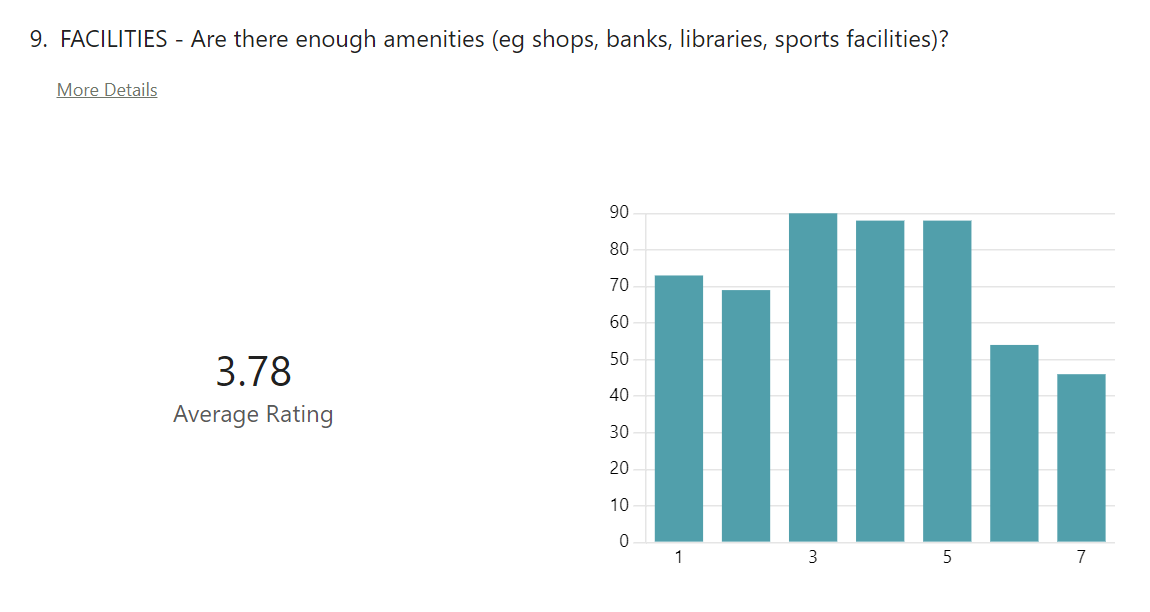 9. FACILITIES - Are there enough amenities (eg shops, banks, libraries, sports facilities)?
More Details
3.78
Average Rating
90
80
70
60
50
40
30
20
10
0
1 3 5 7